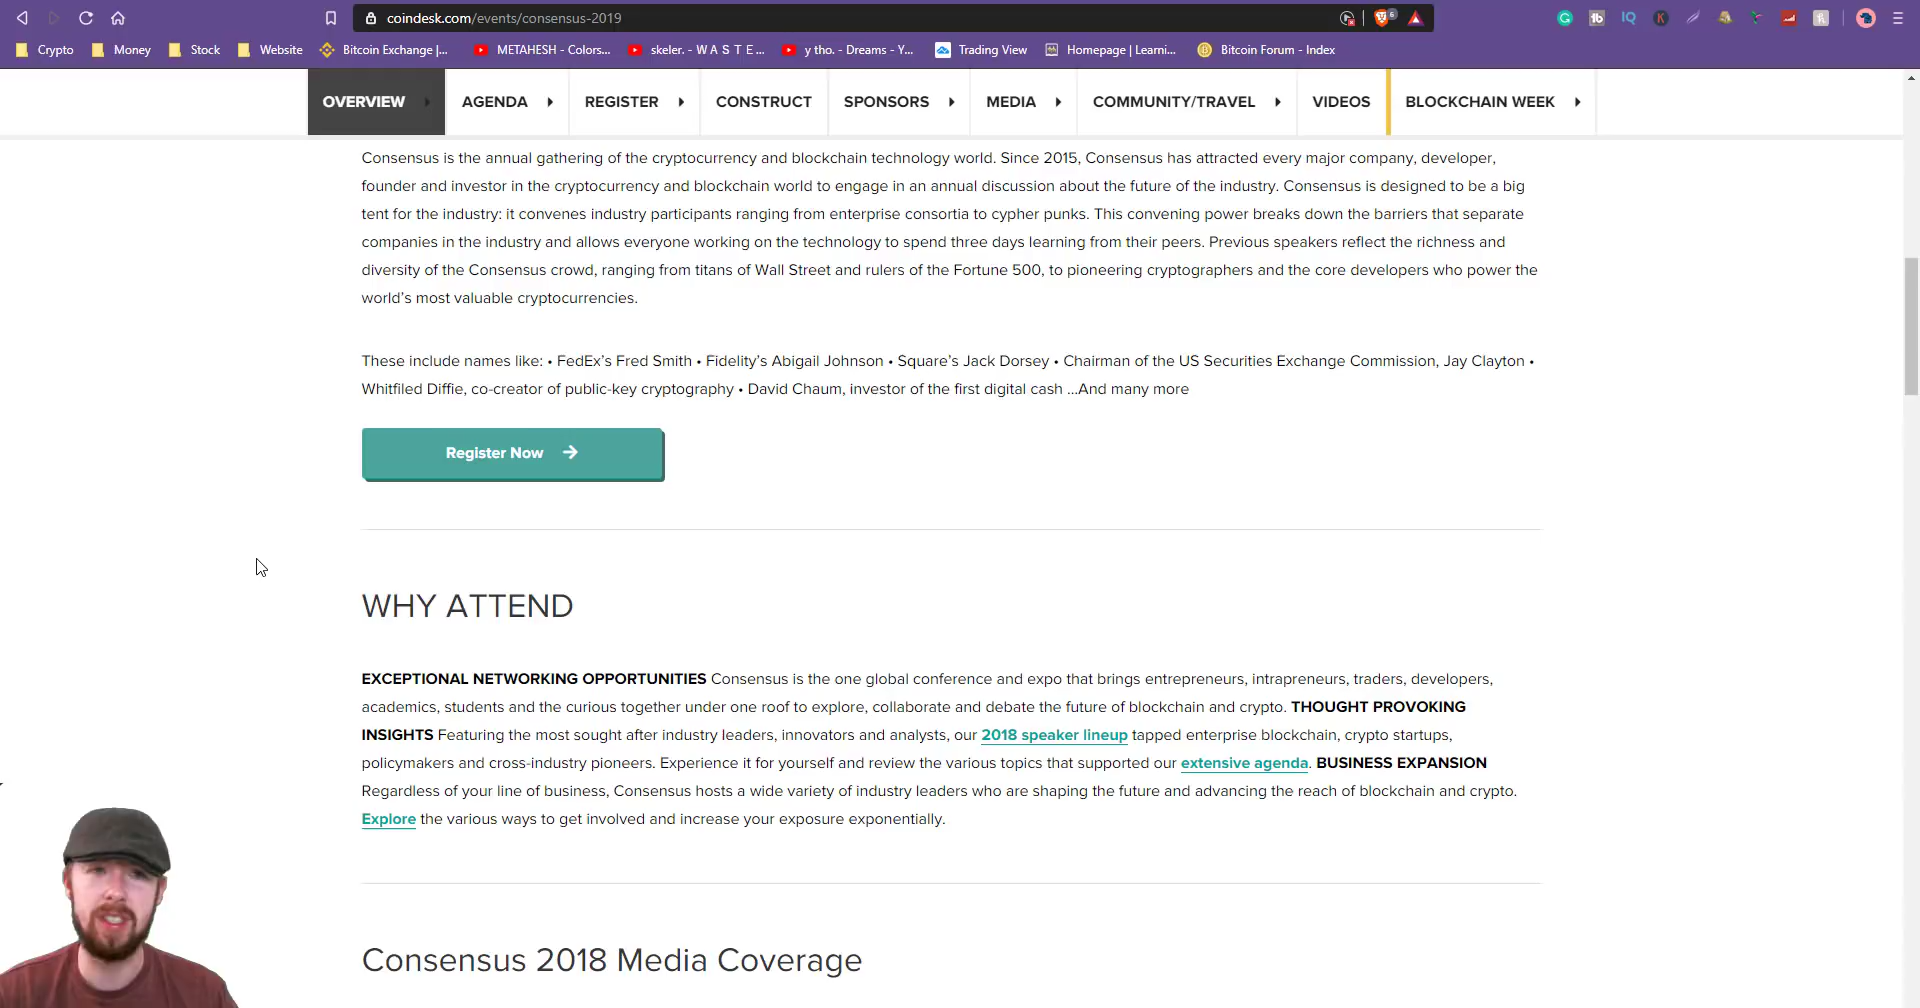 coindesk.com/events/consensus-2019
6
Crypto Money Stock Website Bitcoin Exchange |... METAHESH - Colors... skeler. - W A S T E ... y tho. - Dreams - Y... Trading View Homepage | Learni... Bitcoin Forum - Index
OVERVIEW AGENDA REGISTER CONSTRUCT SPONSORS MEDIA COMMUNITY/TRAVEL VIDEOS BLOCKCHAIN WEEK
Consensus is the annual gathering of the cryptocurrency and blockchain technology world. Since 2015, Consensus has attracted every major company, developer,
founder and investor in the cryptocurrency and blockchain world to engage in an annual discussion about the future of the industry. Consensus is designed to be a big
tent for the industry: it convenes industry participants ranging from enterprise consortia to cypher punks. This convening power breaks down the barriers that separate
companies in the industry and allows everyone working on the technology to spend three days learning from their peers. Previous speakers reflect the richness and
diversity of the Consensus crowd, ranging from titans of Wall Street and rulers of the Fortune 500, to pioneering cryptographers and the core developers who power the
world's most valuable cryptocurrencies.
These include names like: • FedEx's Fred Smith • Fidelity's Abigail Johnson • Square's Jack Dorsey • Chairman of the US Securities Exchange Commission, Jay Clayton •
Whitfiled Diffie, co-creator of public-key cryptography • David Chaum, investor of the first digital cash ...And many more
Register Now
WHY ATTEND
EXCEPTIONAL NETWORKING OPPORTUNITIES Consensus is the one global conference and expo that brings entrepreneurs, intrapreneurs, traders, developers,
academics, students and the curious together under one roof to explore, collaborate and debate the future of blockchain and crypto. THOUGHT PROVOKING
INSIGHTS Featuring the most sought after industry leaders, innovators and analysts, our 2018 speaker lineup tapped enterprise blockchain, crypto startups,
policymakers and cross-industry pioneers. Experience it for yourself and review the various topics that supported our extensive agenda. BUSINESS EXPANSION
Regardless of your line of business, Consensus hosts a wide variety of industry leaders who are shaping the future and advancing the reach of blockchain and crypto.
Explore the various ways to get involved and increase your exposure exponentially.
Consensus 2018 Media Coverage